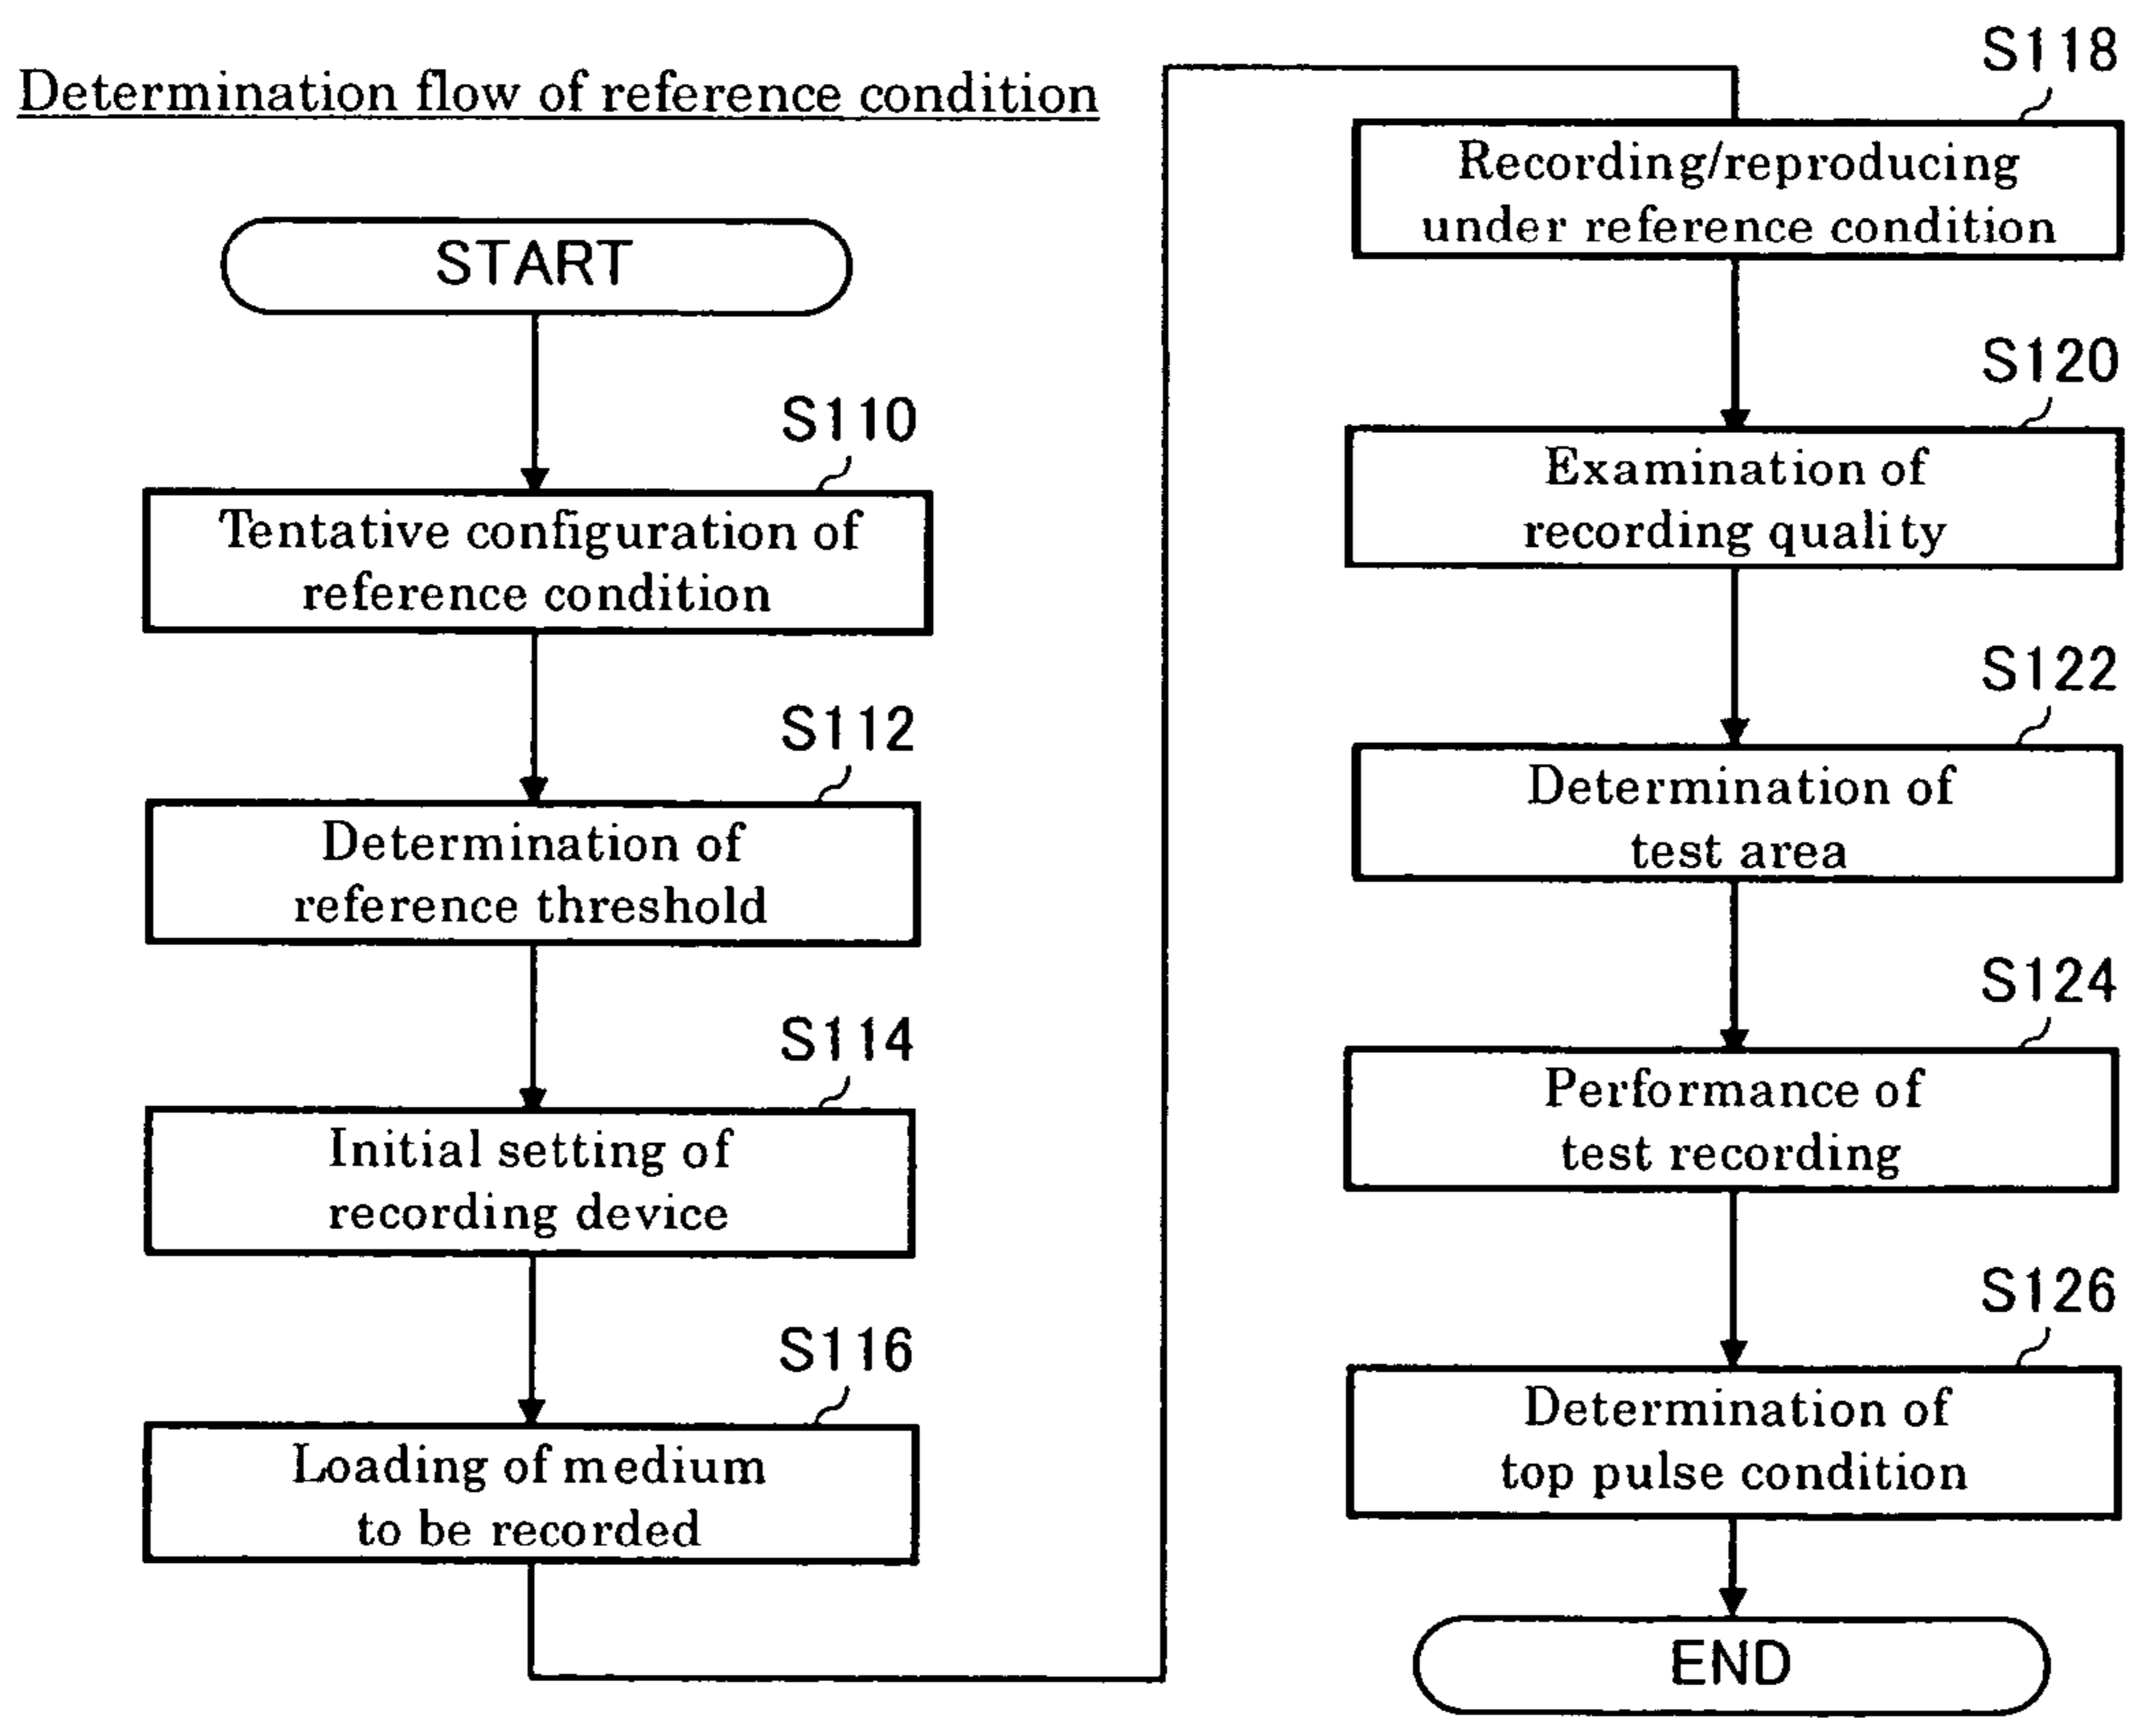 Determination flow of reference condition
START
S110
Tentative configuration of
reference condition
S112
Determination of
reference threshold
S114
Initial setting of
recording device
S116
Loading of medium
to be recorded
S118
Recording/reproducing
under reference condition
S120
Examination of
recording quality
S122
Determination of
test area
S124
Performance of
test recording
S126
Determination of
top pulse condition
END